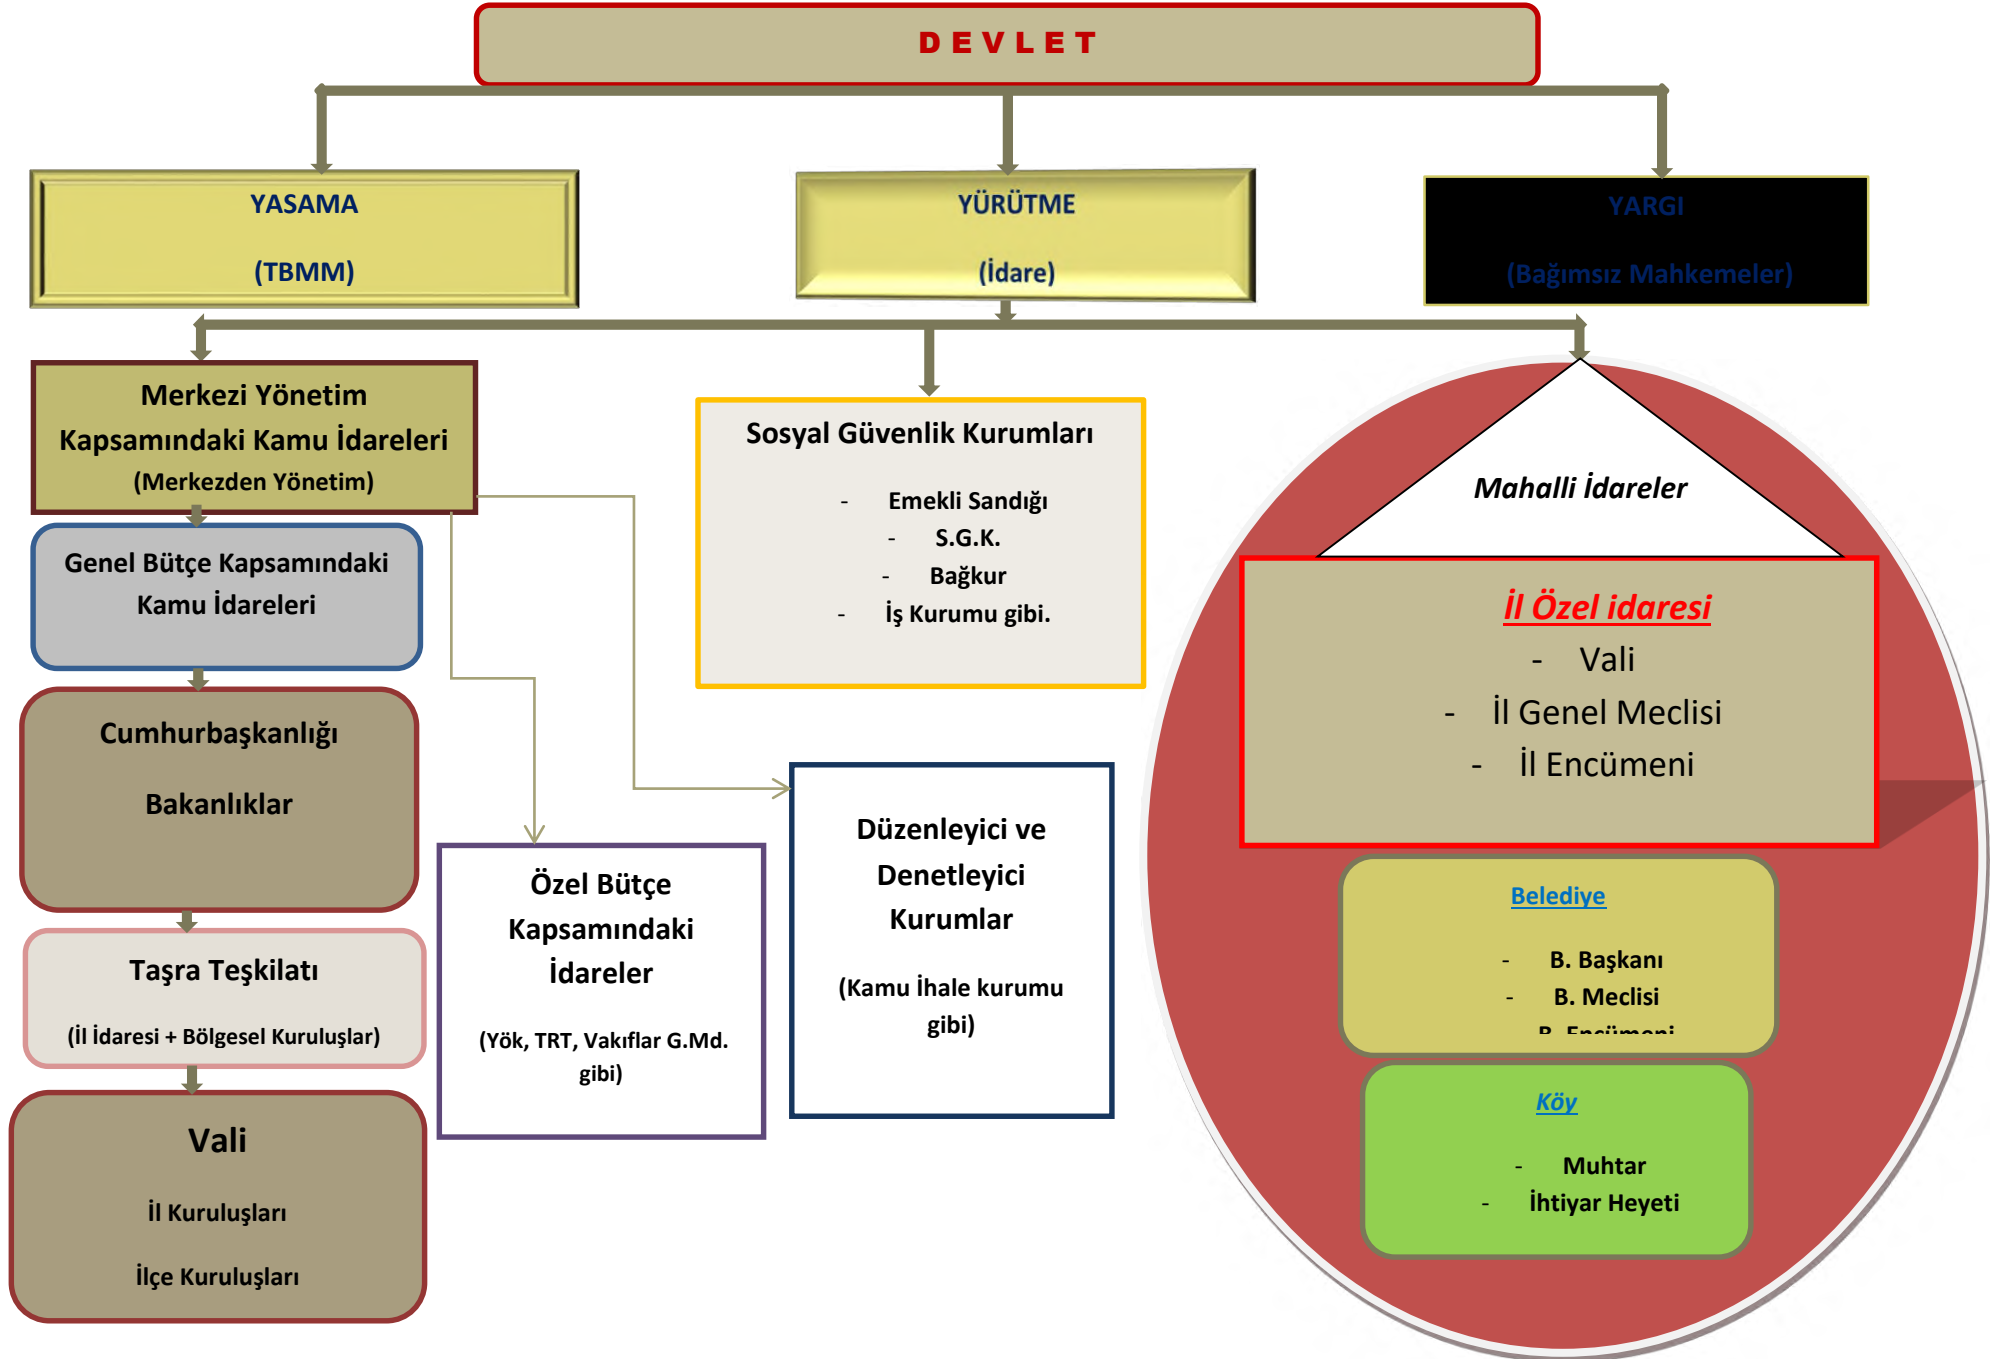 D E V L E T
YASAMA
(TBMM)
YÜRÜTME
(İdare)
YARGI
(Bağımsız Mahkemeler)
Merkezi Yönetim
Kapsamındaki Kamu İdareleri
(Merkezden Yönetim)
Genel Bütçe Kapsamındaki
Kamu İdareleri
Cumhurbaşkanlığı
Bakanlıklar
Taşra Teşkilatı
(İl İdaresi + Bölgesel Kuruluşlar)
Vali
İl Kuruluşları
İlçe Kuruluşları
Özel Bütçe
Kapsamındaki
İdareler
(Yök, TRT, Vakıflar G.Md.
gibi)
Sosyal Güvenlik Kurumları
- Emekli Sandığı
- S.G.K.
- Bağkur
- İş Kurumu gibi.
Düzenleyici ve
Denetleyici
Kurumlar
(Kamu İhale kurumu
gibi)
Mahalli İdareler
İl Özel idaresi
- Vali
- İl Genel Meclisi
- İl Encümeni
Belediye
- B. Başkanı
- B. Meclisi
B. Encümeni
Köy
- Muhtar
- İhtiyar Heyeti